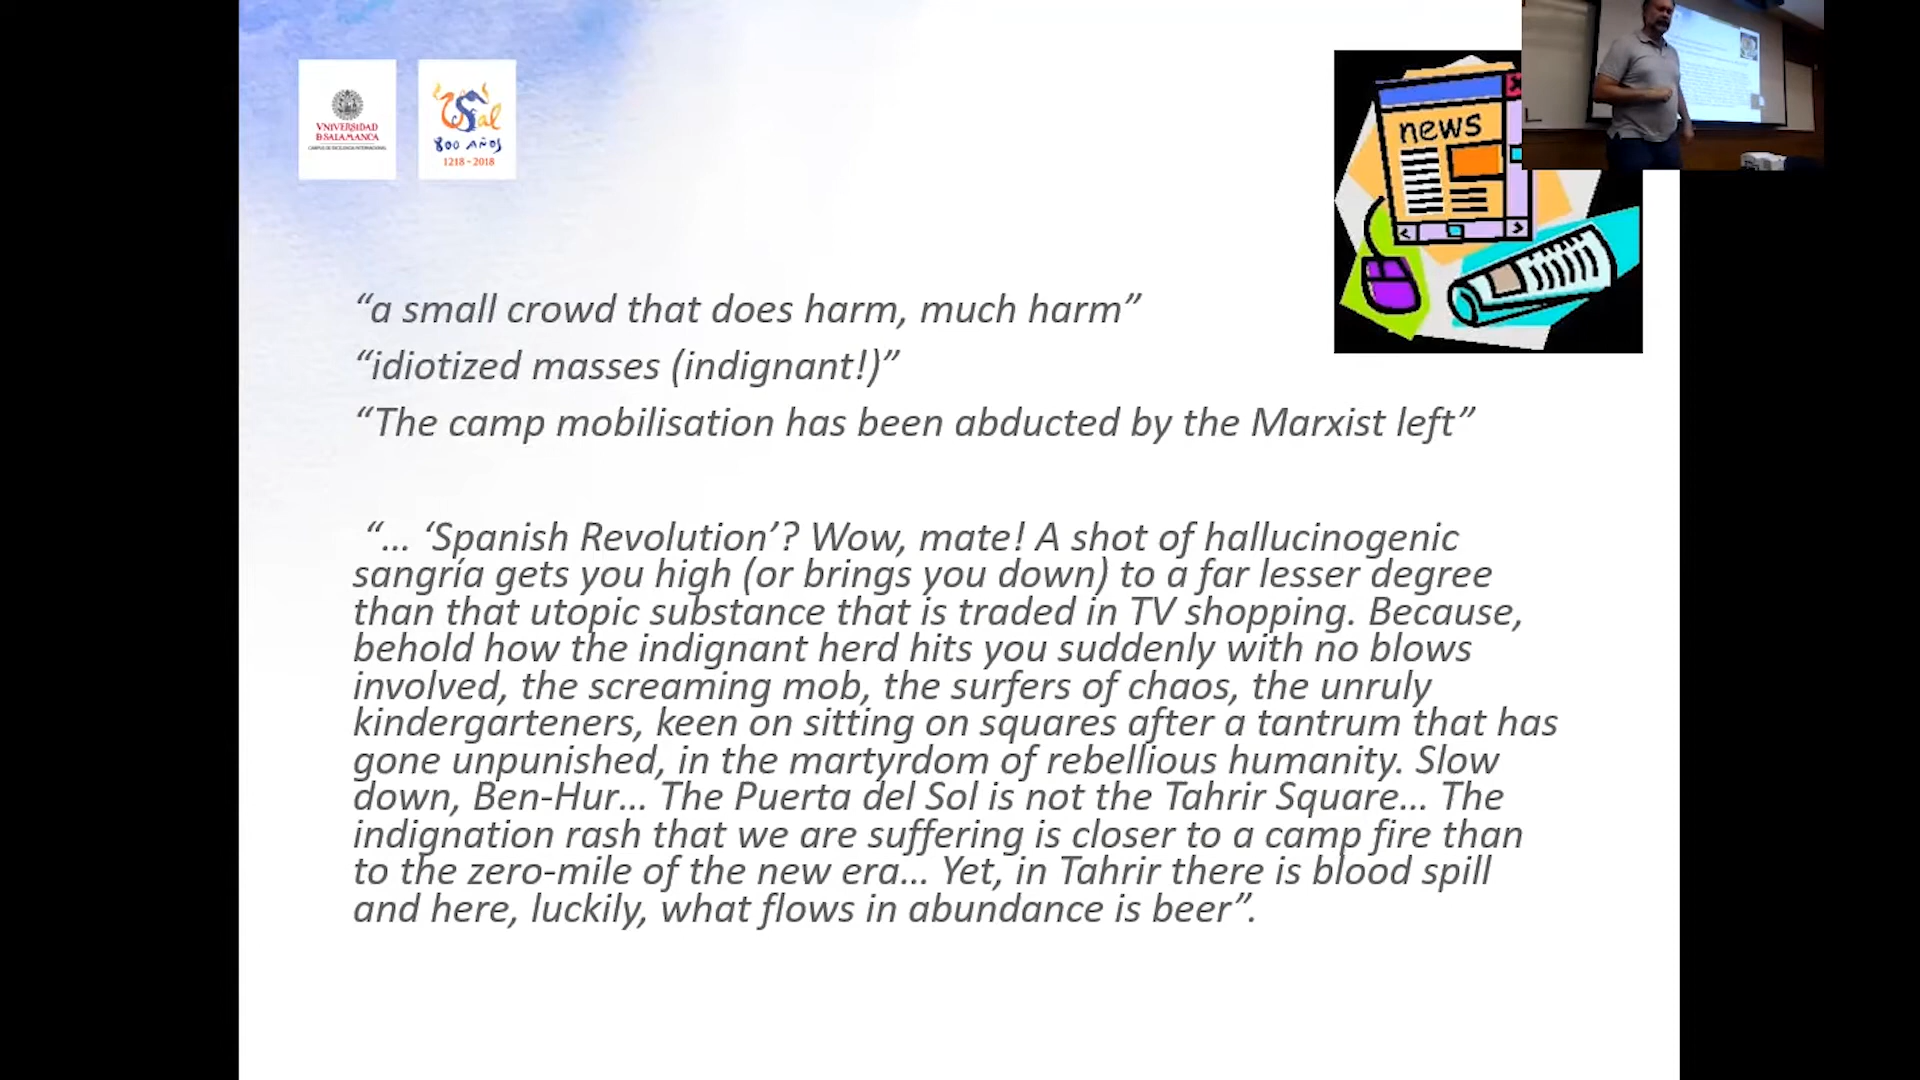 VNIVERSIDAD
D SALAMANCA
CAMPUS DE EXCELENCIA INTERNACIONAL
USal
800 AÑOS
1218 - 2018
news
“a small crowd that does harm, much harm”
“idiotized masses (indignant!)”
“The camp mobilisation has been abducted by the Marxist left”
“… ‘Spanish Revolution’? Wow, mate! A shot of hallucinogenic
sangría gets you high (or brings you down) to a far lesser degree
than that utopic substance that is traded in TV shopping. Because,
behold how the indignant herd hits you suddenly with no blows
involved, the screaming mob, the surfers of chaos, the unruly
kindergarteners, keen on sitting on squares after a tantrum that has
gone unpunished, in the martyrdom of rebellious humanity. Slow
down, Ben-Hur… The Puerta del Sol is not the Tahrir Square… The
indignation rash that we are suffering is closer to a camp fire than
to the zero-mile of the new era… Yet, in Tahrir there is blood spill
and here, luckily, what flows in abundance is beer”.